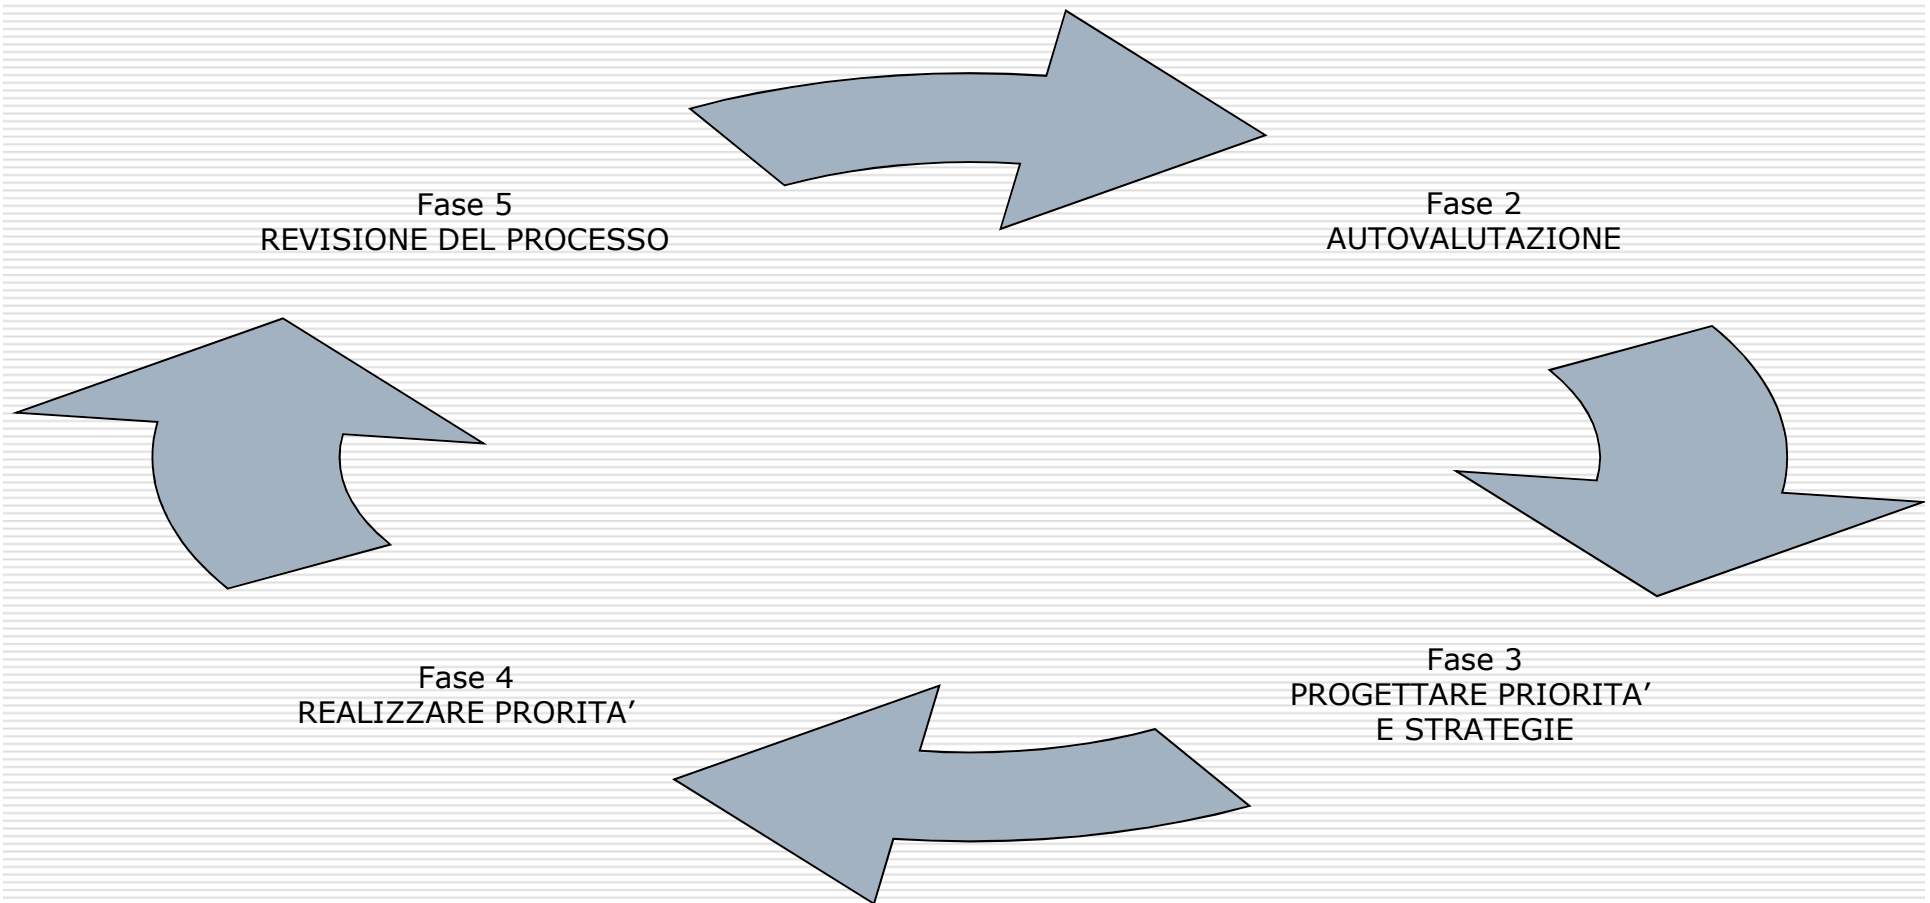 Fase 5
REVISIONE DEL PROCESSO
Fase 2
AUTOVALUTAZIONE
Fase 3
PROGETTARE PRIORITA’
E STRATEGIE
Fase 4
REALIZZARE PRORITA’